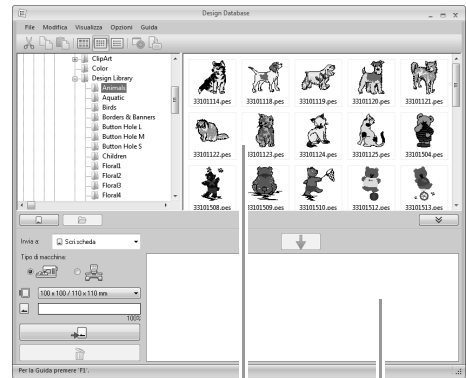 Design Database
File Modifica Visualizza Opzioni Guida
ClipArt
Color
Design Library
Animals
Aquatic
Birds
Borders & Banners
Button Hole L
Button Hole M
Button Hole S
Children
Floral1
Floral2
Floral3
Floral4
33101114.pes 33101118.pes 33101119.pes 33101120.pes 33101121.pes
33101122.pes 33101123.pes 33101124.pes 33101125.pes 33101504.pes
33101508.pes 33101509.pes 33101510.pes 33101512.pes 33101513.pes
Invia a: Scri scheda
Tipo di macchina:
100 x 100 / 110 x 110 mm
100%
Per la Guida premere 'F1'.